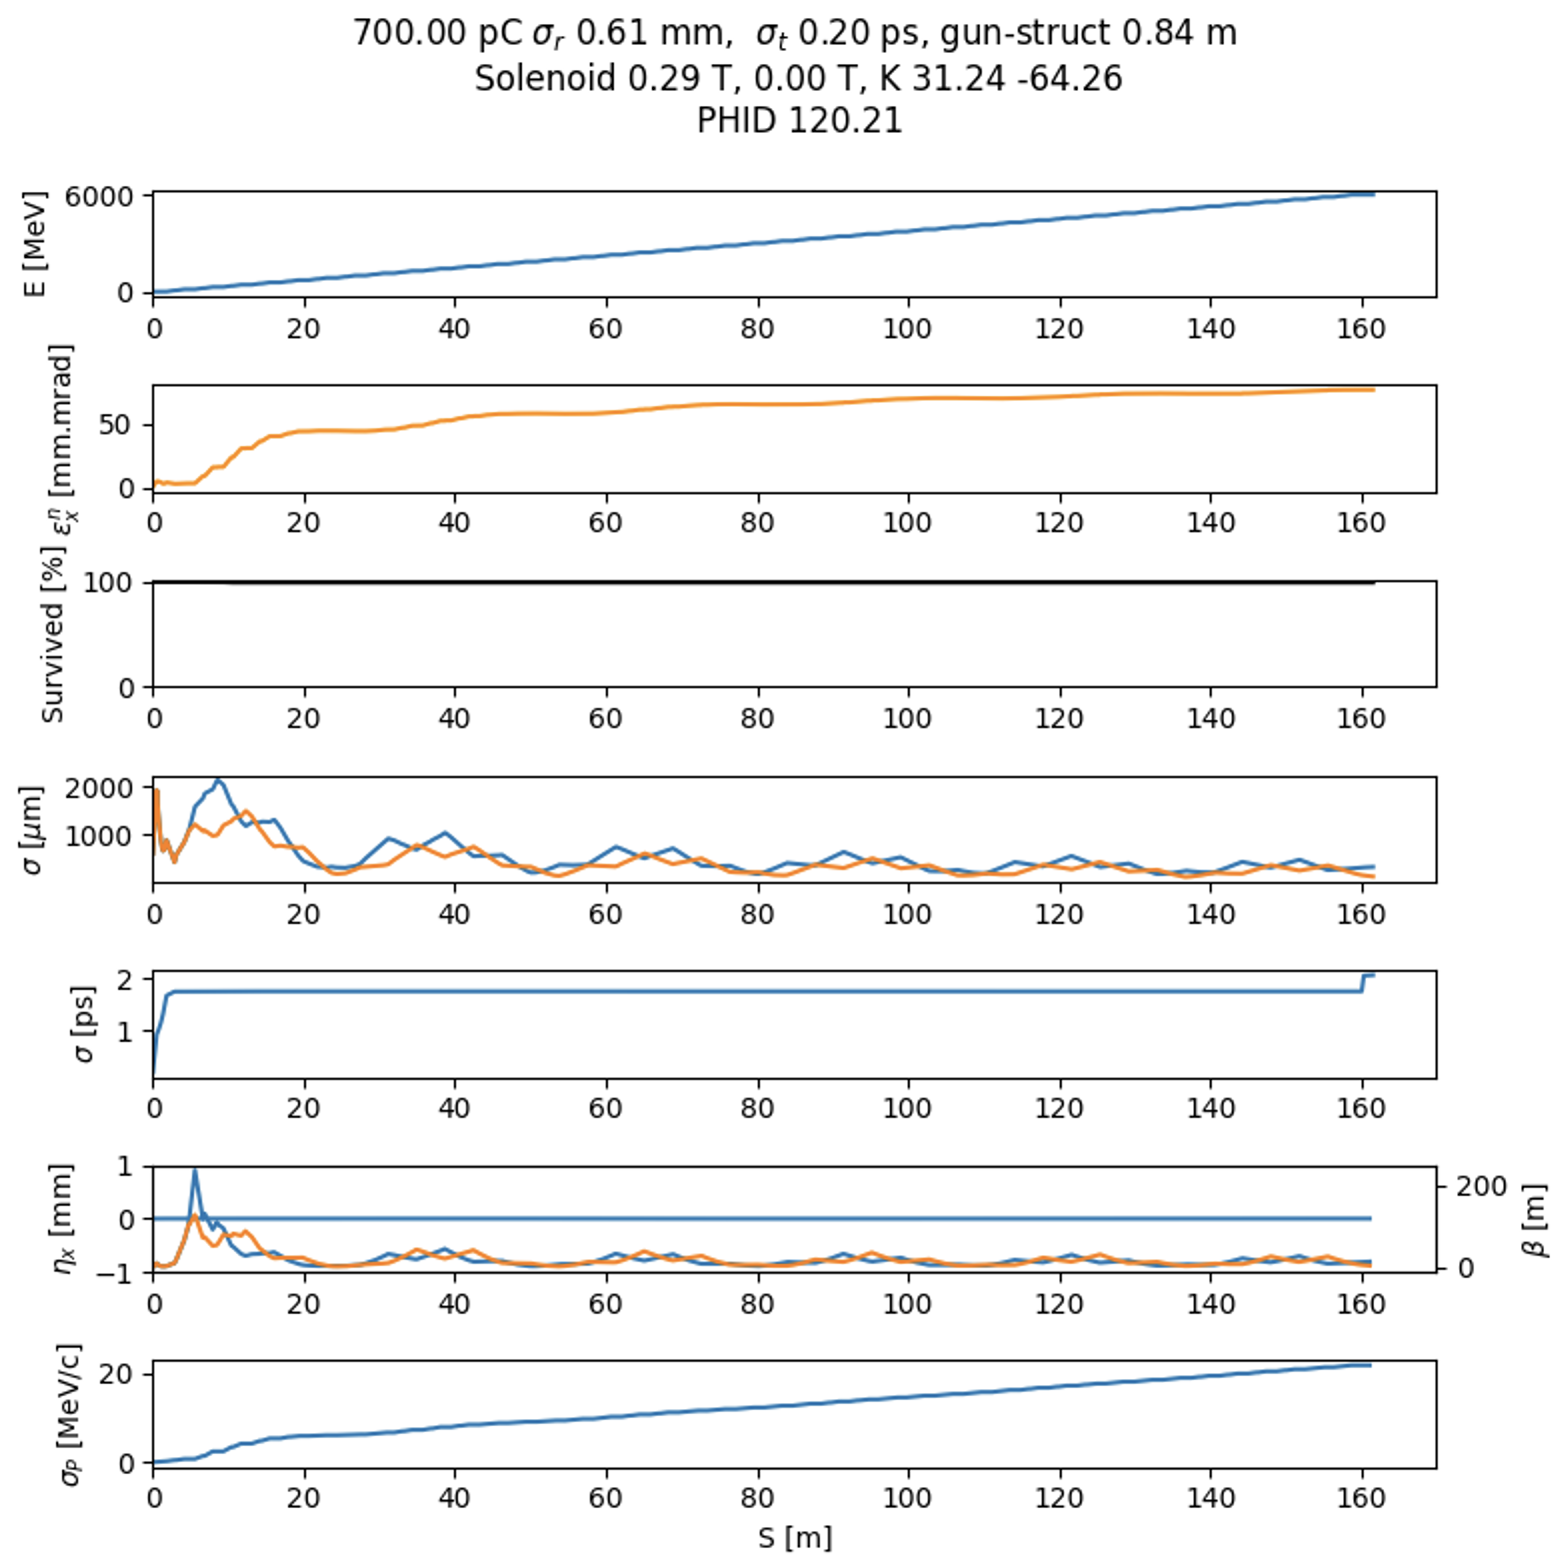 700.00 pC σr 0.61 mm, σt 0.20 ps, gun-struct 0.84 m
Solenoid 0.29 T, 0.00 T, K 31.24 -64.26
PHID 120.21
E [MeV]
6000
0
0 20 40 60 80 100 120 140 160
εxn [mm.mrad]
50
0
0 20 40 60 80 100 120 140 160
Survived [%]
100
0
0 20 40 60 80 100 120 140 160
σ [μm]
2000
1000
0 20 40 60 80 100 120 140 160
σ [ps]
2
1
0 20 40 60 80 100 120 140 160
ηx [mm]
1
0
−1
200
0
β [m]
0 20 40 60 80 100 120 140 160
σP [MeV/c]
20
0
0 20 40 60 80 100 120 140 160
S [m]